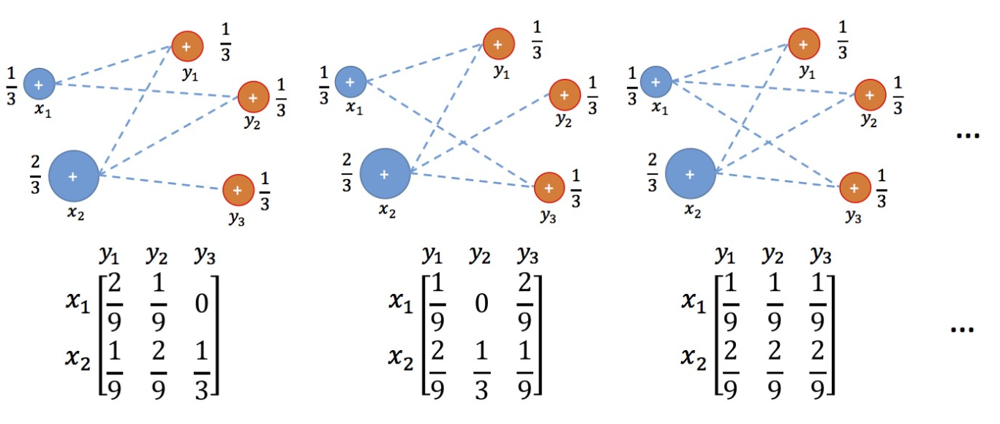 1/3 + x₁ + y₁ 1/3
+ y₂ 1/3
2/3 + x₂ + y₃ 1/3
1/3 + x₁ + y₁ 1/3
+ y₂ 1/3
2/3 + x₂ + y₃ 1/3
1/3 + x₁ + y₁ 1/3
+ y₂ 1/3
2/3 + x₂ + y₃ 1/3
...
y₁ y₂ y₃
x₁ [2/9 1/9 0
x₂ 1/9 2/9 1/3]
y₁ y₂ y₃
x₁ [1/9 0 2/9
x₂ 2/9 1/3 1/9]
y₁ y₂ y₃
x₁ [1/9 1/9 1/9
x₂ 2/9 2/9 2/9]
...